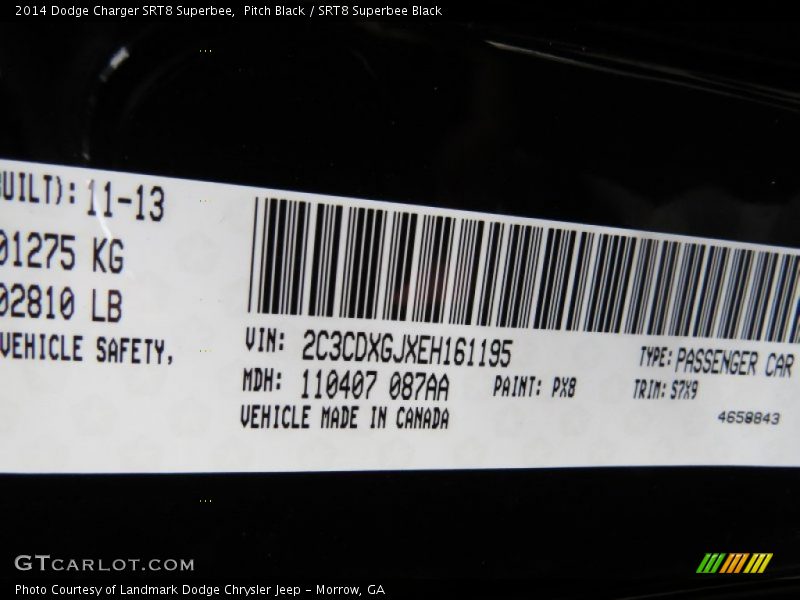 2014 Dodge Charger SRT8 Superbee,  Pitch Black / SRT8 Superbee Black
UILT): 11-13
01275 KG
02810 LB
VEHICLE SAFETY,
VIN: 2C3CDXGJXEH161195
TYPE: PASSENGER CAR
MDH: 110407 087AA
PAINT: PX8
TRIM: S7X9
VEHICLE MADE IN CANADA
4658843
GTCARLOT.COM
Photo Courtesy of Landmark Dodge Chrysler Jeep - Morrow, GA